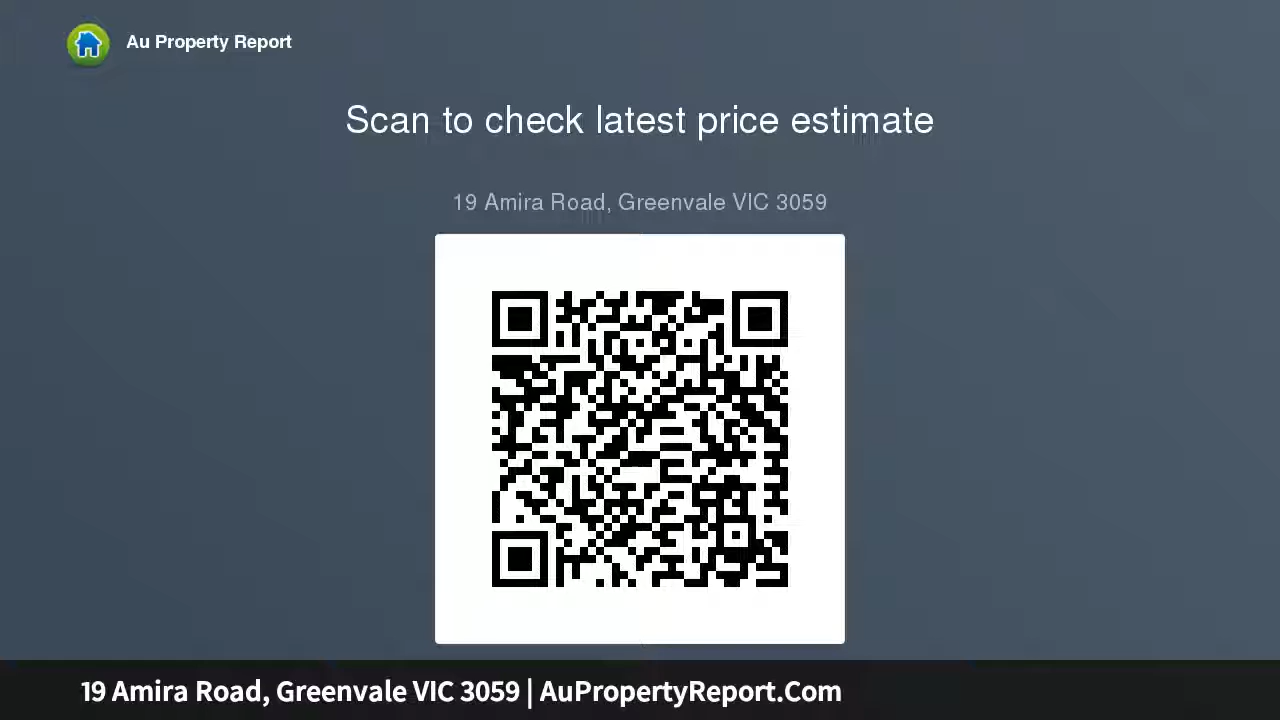 Au Property Report
Scan to check latest price estimate
19 Amira Road, Greenvale VIC 3059
19 Amira Road, Greenvale VIC 3059 | AuPropertyReport.Com